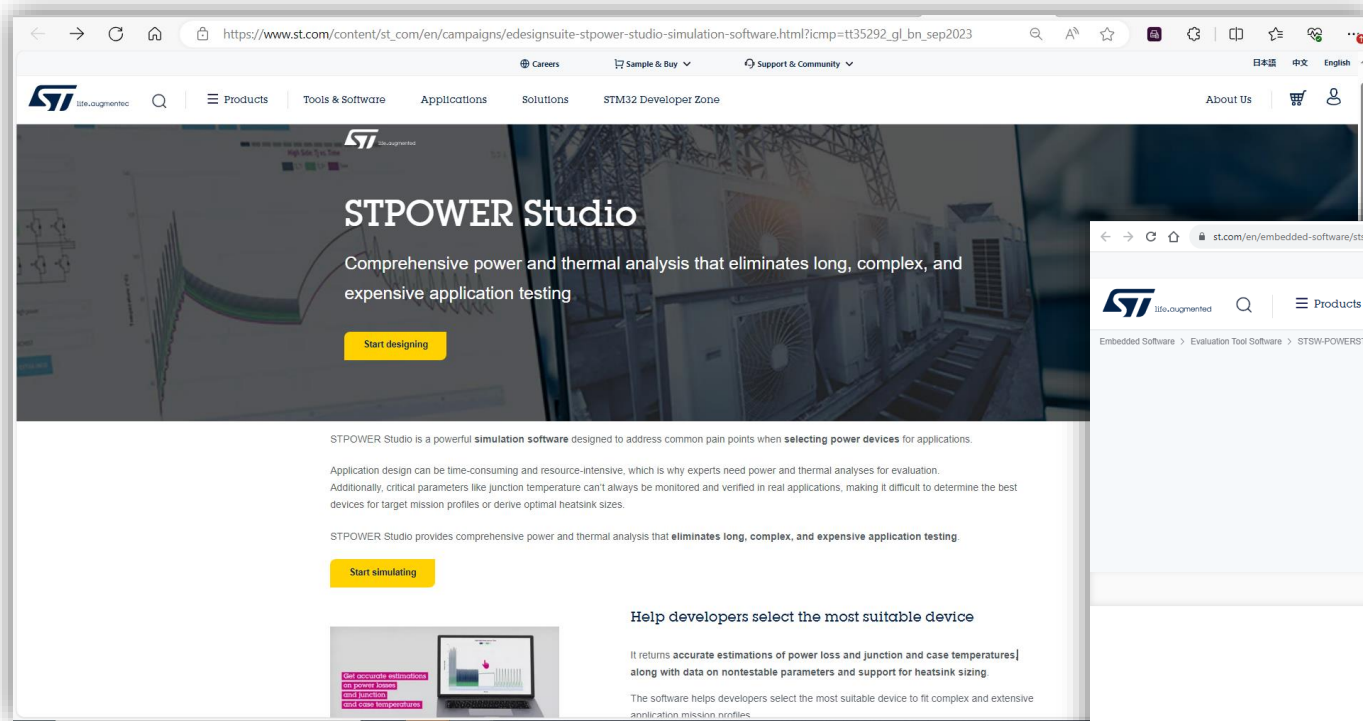 https://www.st.com/content/st_com/en/campaigns/edesignsuite-stpower-studio-simulation-software.html?icmp=tt35292_gl_bn_sep2023
Careers
Sample & Buy
Support & Community
日本語 中文 English
ST life.augmented
Products
Tools & Software
Applications
Solutions
STM32 Developer Zone
About Us
ST life.augmented
STPOWER Studio
Comprehensive power and thermal analysis that eliminates long, complex, and
expensive application testing
Start designing
STPOWER Studio is a powerful simulation software designed to address common pain points when selecting power devices for applications.
Application design can be time-consuming and resource-intensive, which is why experts need power and thermal analyses for evaluation.
Additionally, critical parameters like junction temperature can't always be monitored and verified in real applications, making it difficult to determine the best
devices for target mission profiles or derive optimal heatsink sizes.
STPOWER Studio provides comprehensive power and thermal analysis that eliminates long, complex, and expensive application testing.
Start simulating
Get accurate estimations
on power losses
and junction
and case temperatures
Help developers select the most suitable device
It returns accurate estimations of power loss and junction and case temperatures,
along with data on nontestable parameters and support for heatsink sizing.
The software helps developers select the most suitable device to fit complex and extensive
application mission profiles.
st.com/en/embedded-software/sts
ST life.augmented
Products
Embedded Software > Evaluation Tool Software > STSW-POWERST